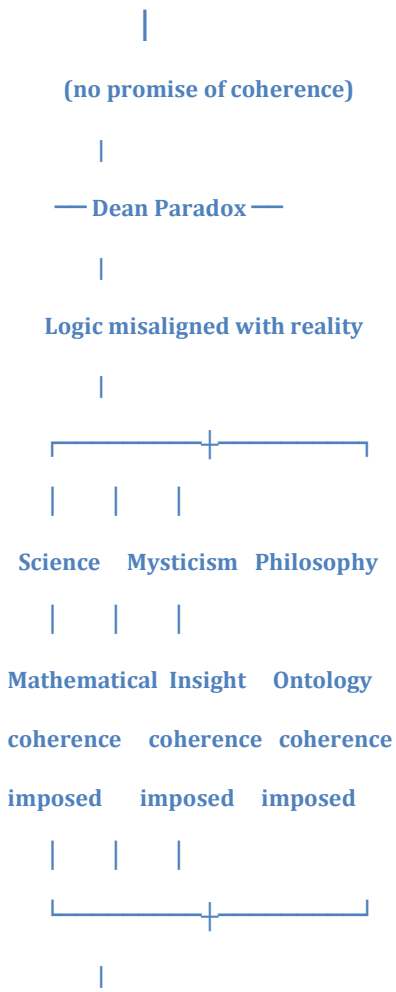 (no promise of coherence)
Dean Paradox
Logic misaligned with reality
Science Mysticism Philosophy
Mathematical Insight Ontology
coherence coherence coherence
imposed imposed imposed